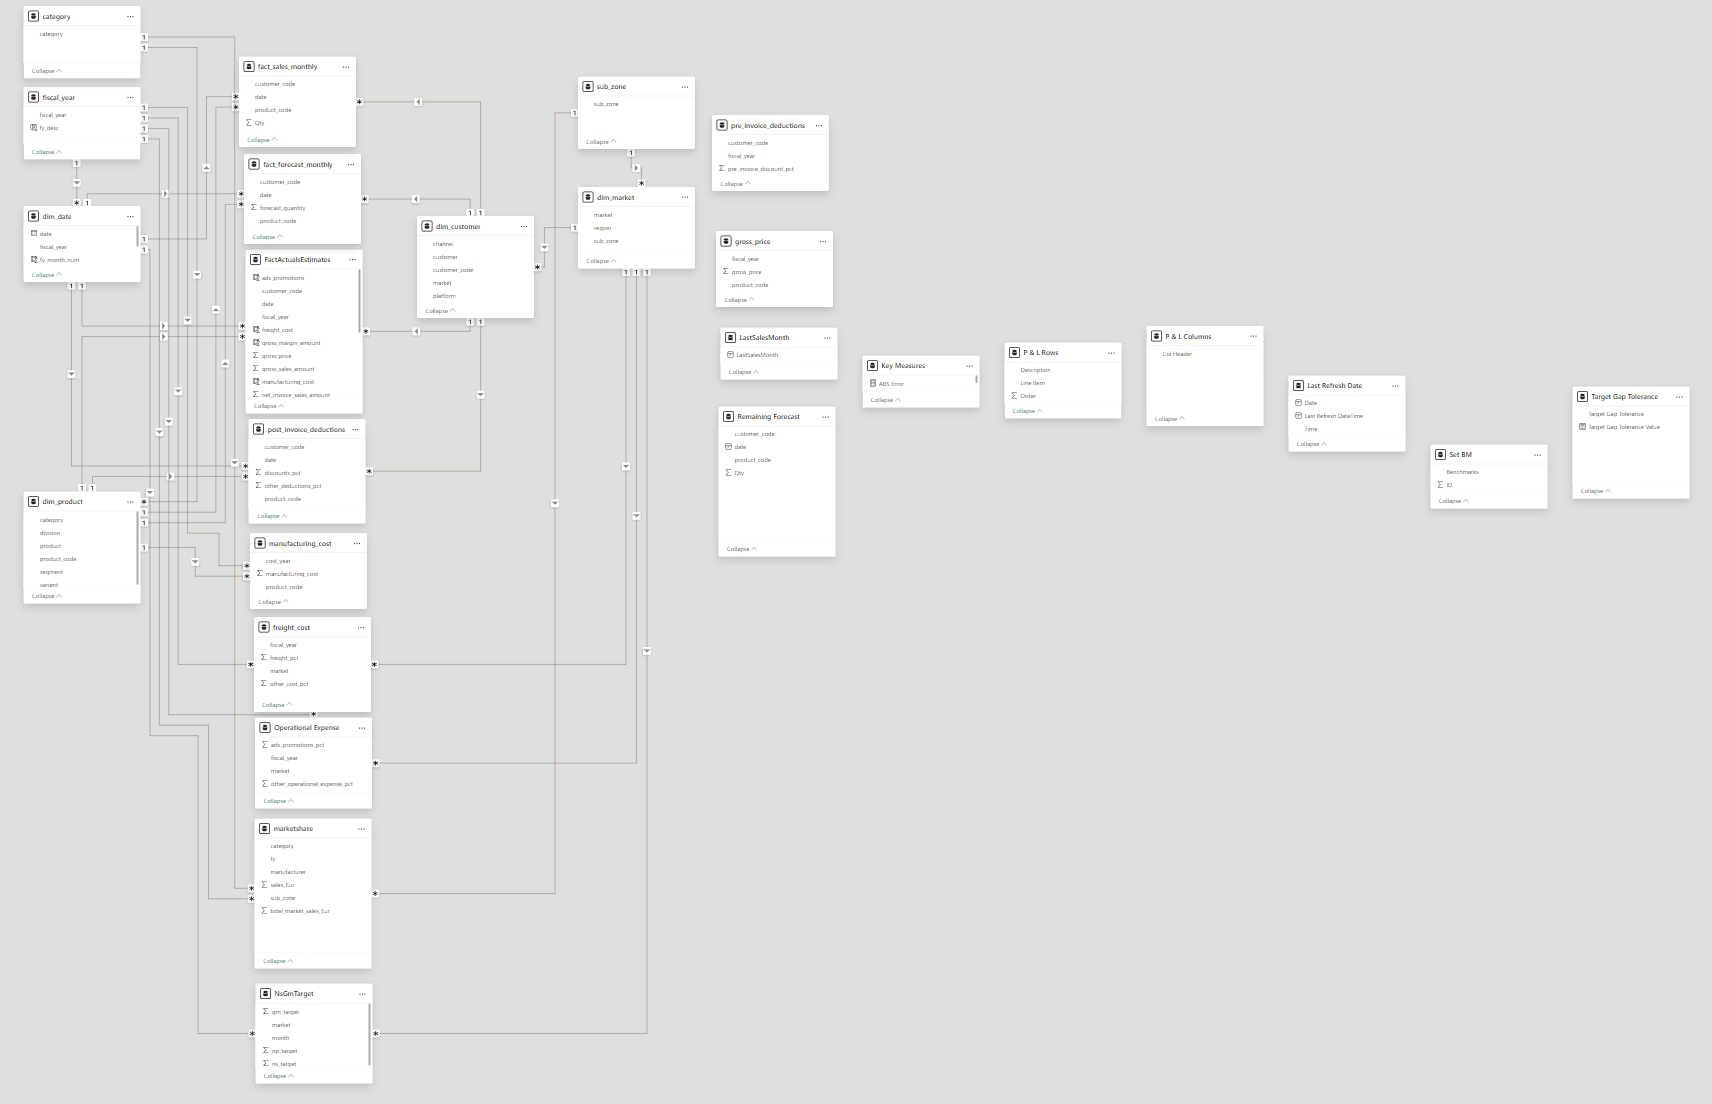 category
category
Collapse
fiscal_year
fiscal_year
fy_desc
Collapse
dim_date
date
fiscal_year
fy_month_num
Collapse
dim_product
category
division
product
product_code
segment
variant
Collapse
fact_sales_monthly
customer_code
date
product_code
Qty
Collapse
fact_forecast_monthly
customer_code
date
forecast_quantity
product_code
Collapse
FactActualsEstimates
ads_promotions
customer_code
date
fiscal_year
freight_cost
gross_margin_amount
gross_price
gross_sales_amount
manufacturing_cost
net_invoice_sales_amount
Collapse
post_invoice_deductions
customer_code
date
discounts_pct
other_deductions_pct
product_code
Collapse
manufacturing_cost
cost_year
manufacturing_cost
product_code
Collapse
freight_cost
fiscal_year
freight_pct
market
other_cost_pct
Collapse
Operational Expense
ads_promotions_pct
fiscal_year
market
other_operational_expense_pct
Collapse
marketshare
category
fy
manufacturer
sales_Eur
sub_zone
total_market_sales_Eur
Collapse
NsGmTarget
gm_target
market
month
np_target
ns_target
Collapse
dim_customer
channel
customer
customer_code
market
platform
Collapse
sub_zone
sub_zone
Collapse
dim_market
market
region
sub_zone
Collapse
pre_invoice_deductions
customer_code
fiscal_year
pre_invoice_discount_pct
Collapse
gross_price
fiscal_year
gross_price
product_code
Collapse
LastSalesMonth
LastSalesMonth
Collapse
Remaining Forecast
customer_code
date
product_code
Qty
Collapse
Key Measures
ABS Error
Collapse
P & L Rows
Description
Line Item
Order
Collapse
P & L Columns
Col Header
Collapse
Last Refresh Date
Date
Last Refresh DateTime
Time
Collapse
Set BM
Benchmarks
ID
Collapse
Target Gap Tolerance
Target Gap Tolerance
Target Gap Tolerance Value
Collapse